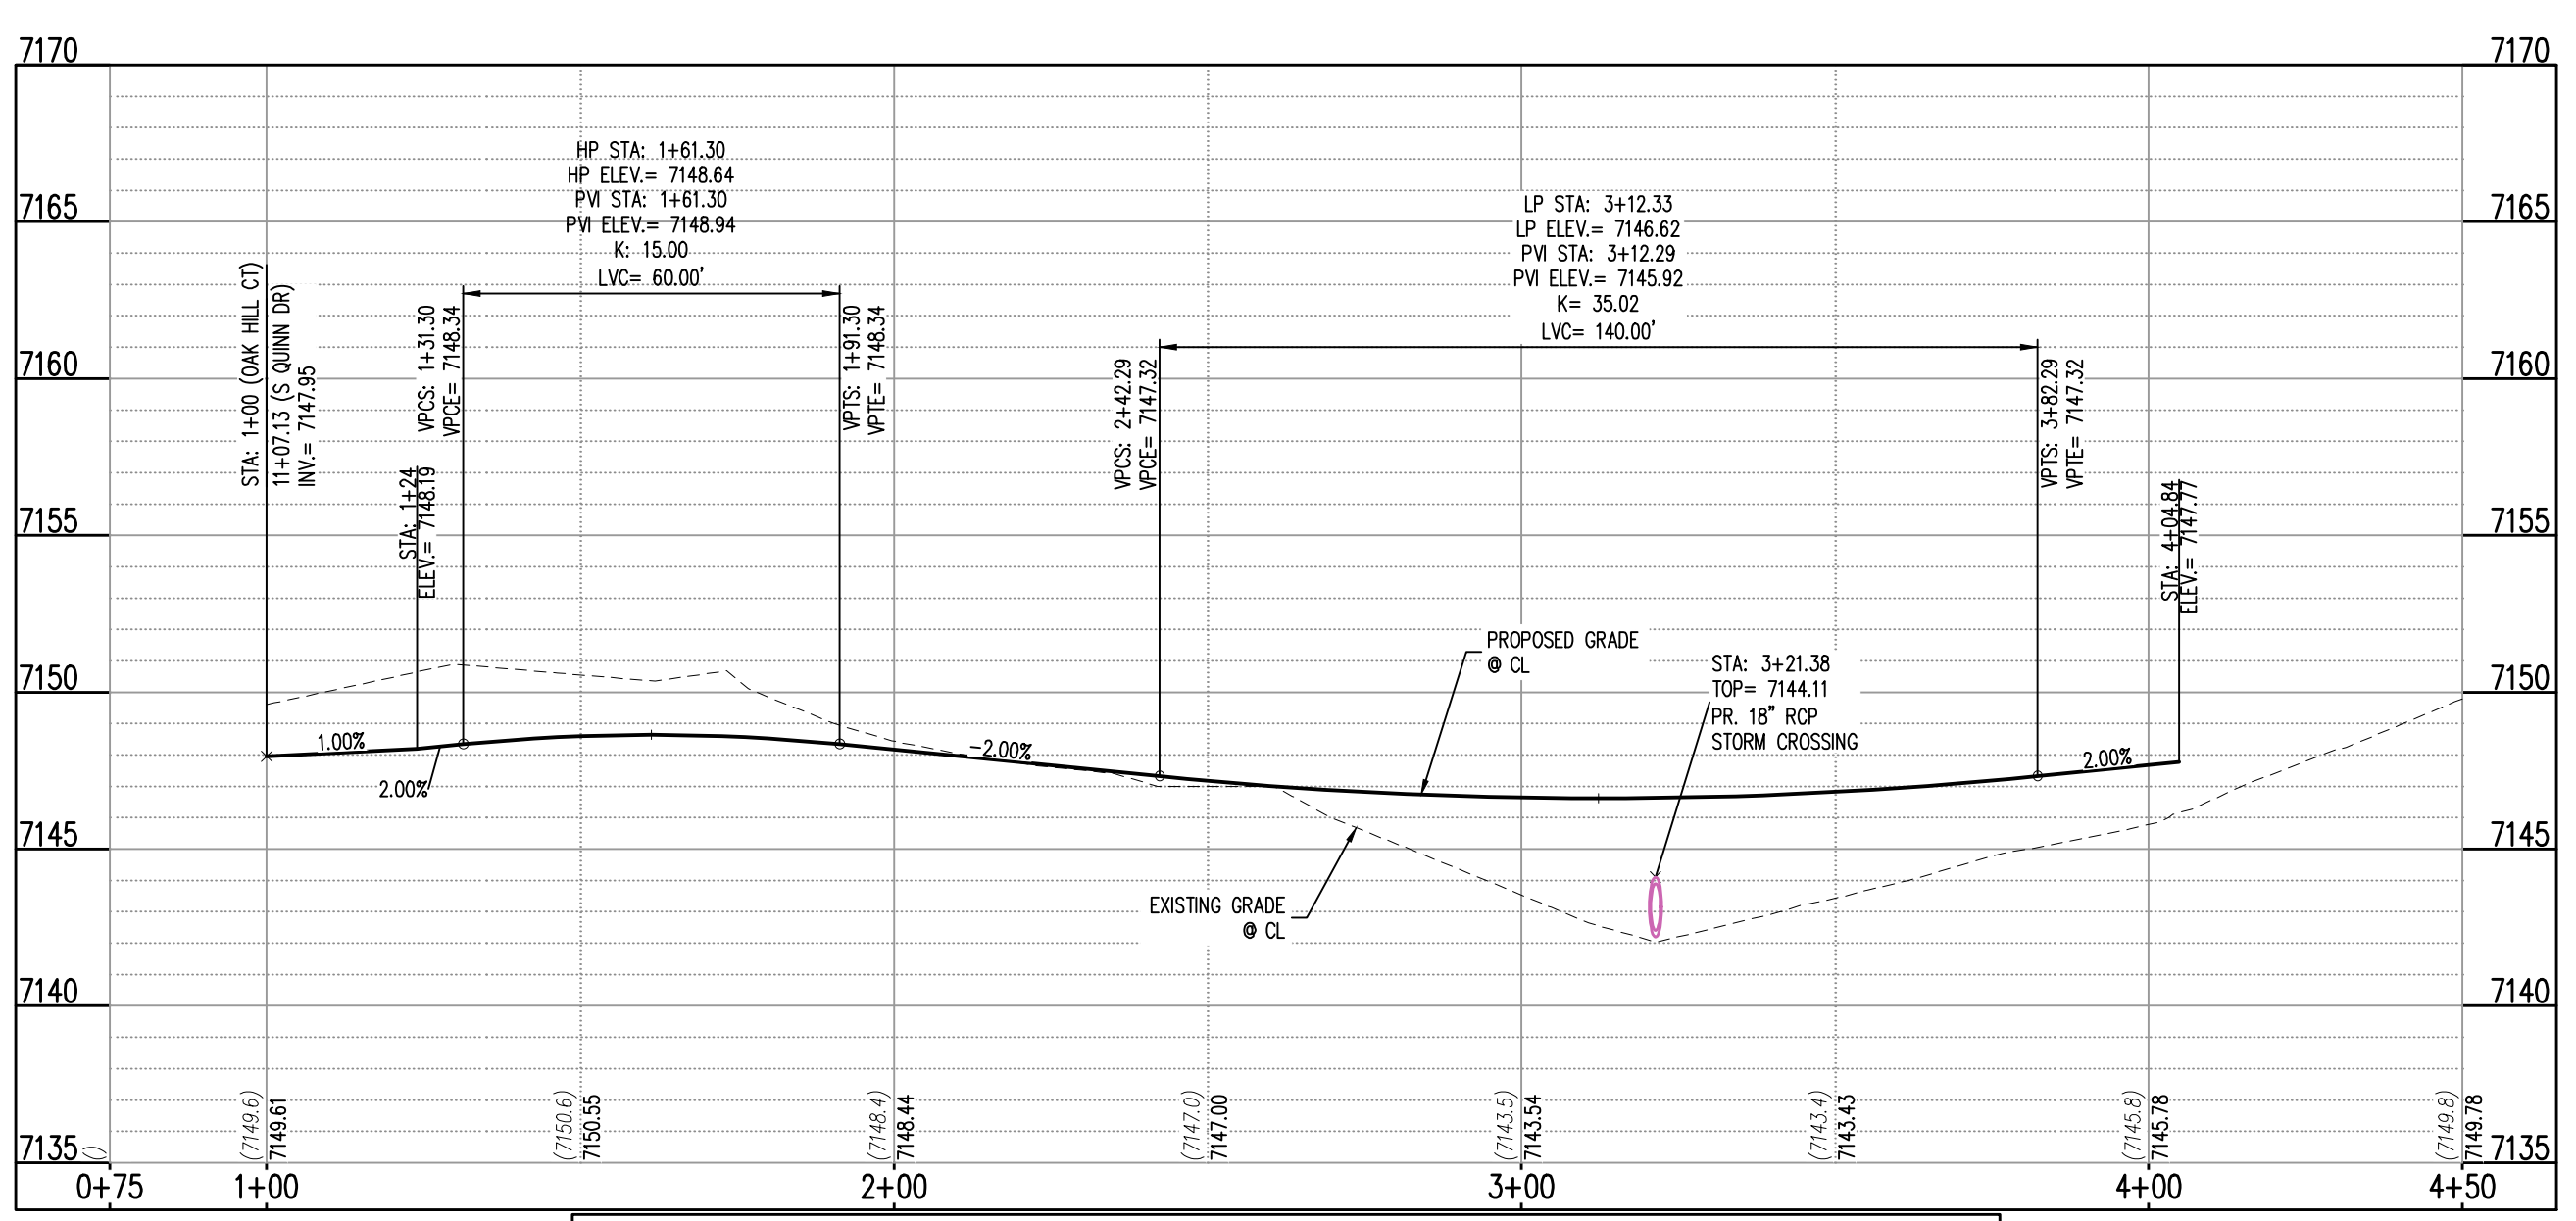 7170
7170
HP STA: 1+61.30
HP ELEV.= 7148.64
PVI STA: 1+61.30
PVI ELEV.= 7148.94
K: 15.00
LVC= 60.00'
LP STA: 3+12.33
LP ELEV.= 7146.62
PVI STA: 3+12.29
PVI ELEV.= 7145.92
K= 35.02
LVC= 140.00'
7165
7165
STA: 1+00 (OAK HILL CT)
11+07.13 (S QUINN DR)
INV.= 7147.95
STA: 1+24
ELEV.= 7148.19
VPCS: 1+31.30
VPCE= 7148.34
VPTS: 1+91.30
VPTE= 7148.34
VPCS: 2+42.29
VPCE= 7147.32
VPTS: 3+82.29
VPTE= 7147.32
STA: 4+04.84
ELEV.= 7147.77
7160
7160
7155
7155
PROPOSED GRADE
@ CL
STA: 3+21.38
TOP= 7144.11
PR. 18" RCP
STORM CROSSING
7150
7150
1.00%
2.00%
-2.00%
2.00%
7145
7145
EXISTING GRADE
@ CL
7140
7140
()
(7149.6)
7149.61
(7150.6)
7150.55
(7148.4)
7148.44
(7147.0)
7147.00
(7143.5)
7143.54
(7143.4)
7143.43
(7145.8)
7145.78
(7149.8)
7149.78
7135
7135
0+75
1+00
2+00
3+00
4+00
4+50